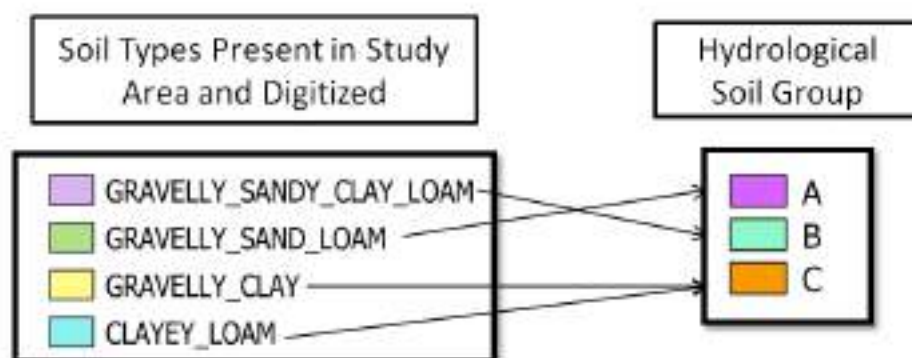 Soil Types Present in Study
Area and Digitized
Hydrological
Soil Group
GRAVELLY_SANDY_CLAY_LOAM
GRAVELLY_SAND_LOAM
GRAVELLY_CLAY
CLAYEY_LOAM
A
B
C